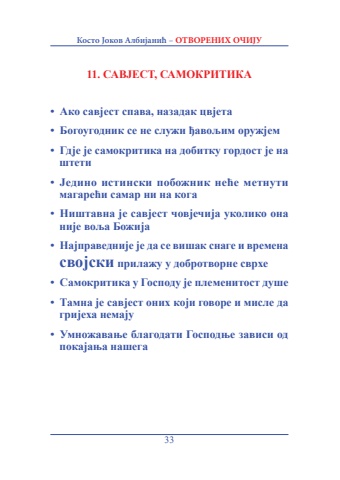 Косто Јоков Албијанић – ОТВОРЕНИХ ОЧИЈУ
11. САВЈЕСТ, САМОКРИТИКА
• Ако савјест спава, назадак цвјета
• Богоугодник се не служи ђавољим оружјем
• Гдје је самокритика на добитку гордост је на
штети
• Једино истински побожник неће метнути
магарећи самар ни на кога
• Ништавна је савјест човјечија уколико она
није воља Божија
• Најправедније је да се вишак снаге и времена
својски прилажу у добротворне сврхе
• Самокритика у Господу је племенитост душе
• Тамна је савјест оних који говоре и мисле да
гријеха немају
• Умножавање благодати Господње зависи од
покајања нашега
33